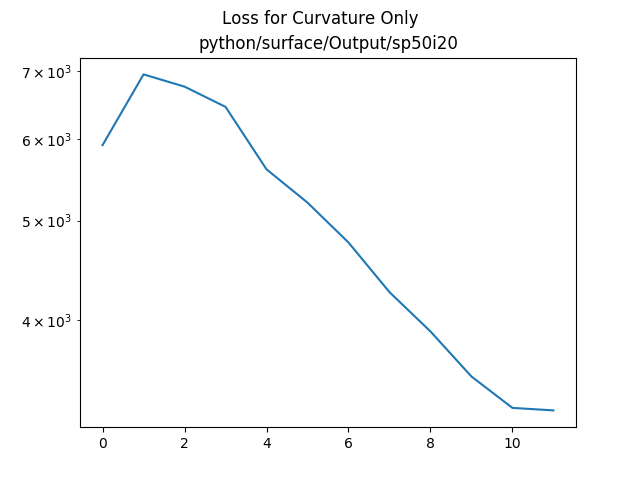 Loss for Curvature Only
python/surface/Output/sp50i20
7 × 10³
6 × 10³
5 × 10³
4 × 10³
0 2 4 6 8 10